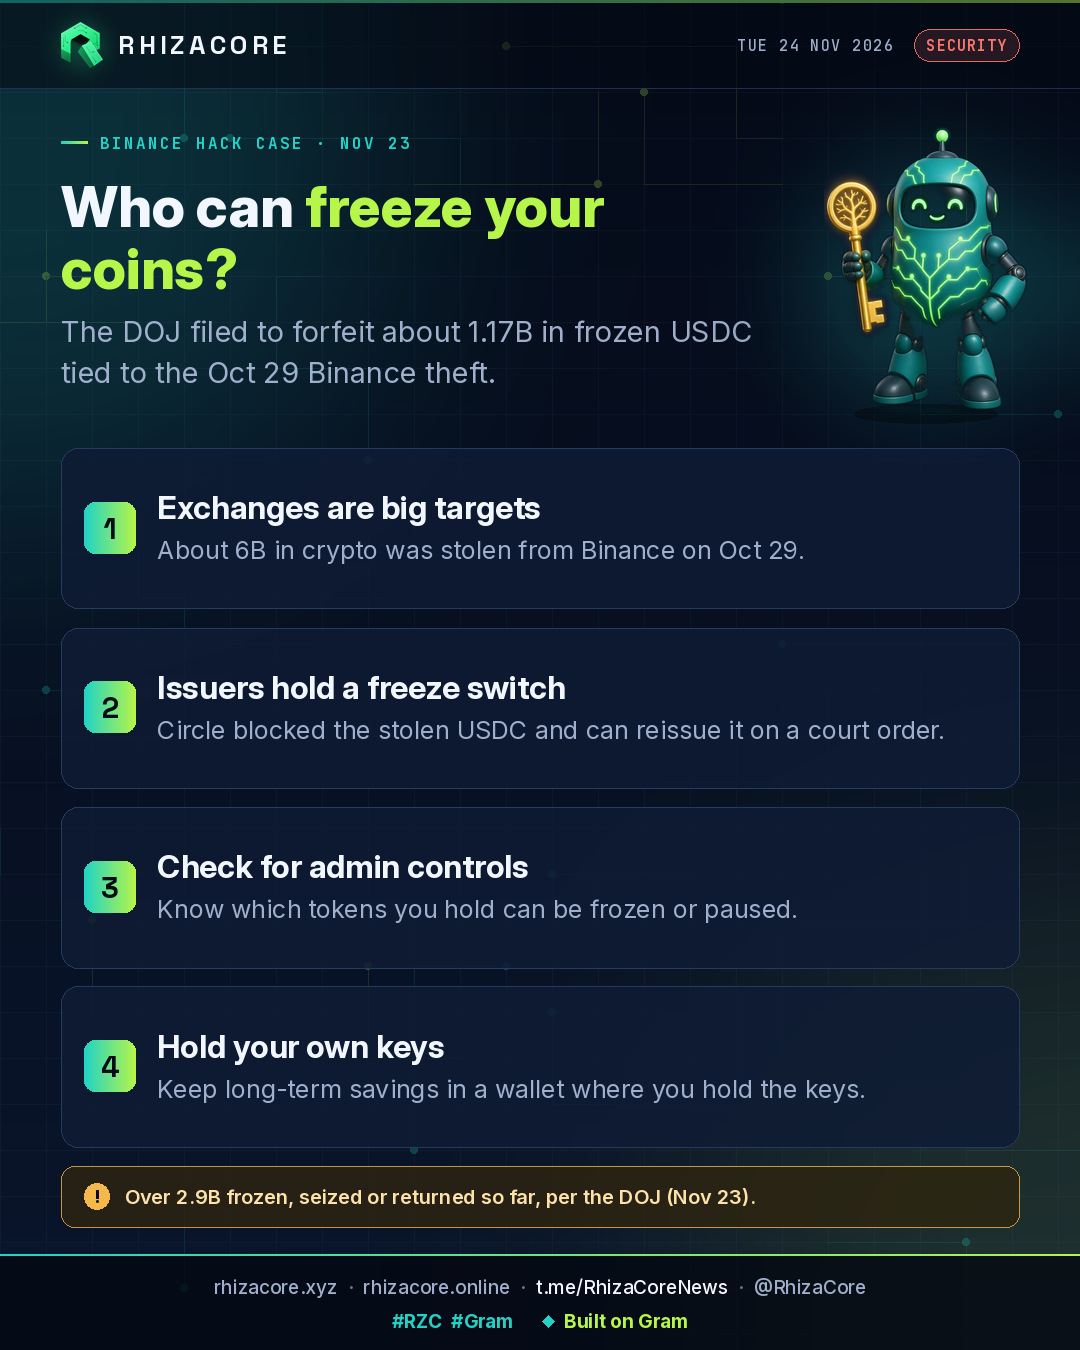 RHIZACORE
TUE 24 NOV 2026
SECURITY
BINANCE HACK CASE · NOV 23
Who can freeze your
coins?
The DOJ filed to forfeit about 1.17B in frozen USDC
tied to the Oct 29 Binance theft.
1
Exchanges are big targets
About 6B in crypto was stolen from Binance on Oct 29.
2
Issuers hold a freeze switch
Circle blocked the stolen USDC and can reissue it on a court order.
3
Check for admin controls
Know which tokens you hold can be frozen or paused.
4
Hold your own keys
Keep long-term savings in a wallet where you hold the keys.
! Over 2.9B frozen, seized or returned so far, per the DOJ (Nov 23).
rhizacore.xyz · rhizacore.online · t.me/RhizaCoreNews · @RhizaCore
#RZC #Gram ◆ Built on Gram